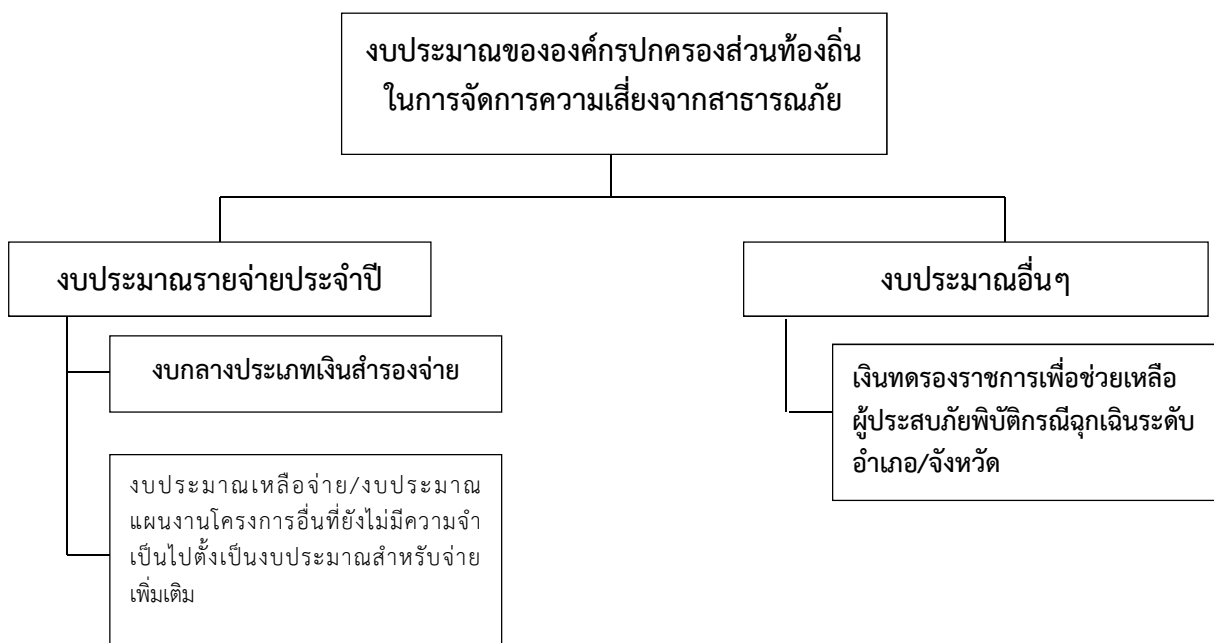 งบประมาณขององค์กรปกครองส่วนท้องถิ่น
ในการจัดการความเสี่ยงจากสาธารณภัย
งบประมาณรายจ่ายประจำปี
งบกลางประเภทเงินสำรองจ่าย
งบประมาณเหลือจ่าย/งบประมาณ
แผนงานโครงการอื่นที่ยังไม่มีความจำ
เป็นไปตั้งเป็นงบประมาณสำหรับจ่าย
เพิ่มเติม
งบประมาณอื่นๆ
เงินทดรองราชการเพื่อช่วยเหลือ
ผู้ประสบภัยพิบัติกรณีฉุกเฉินระดับ
อำเภอ/จังหวัด